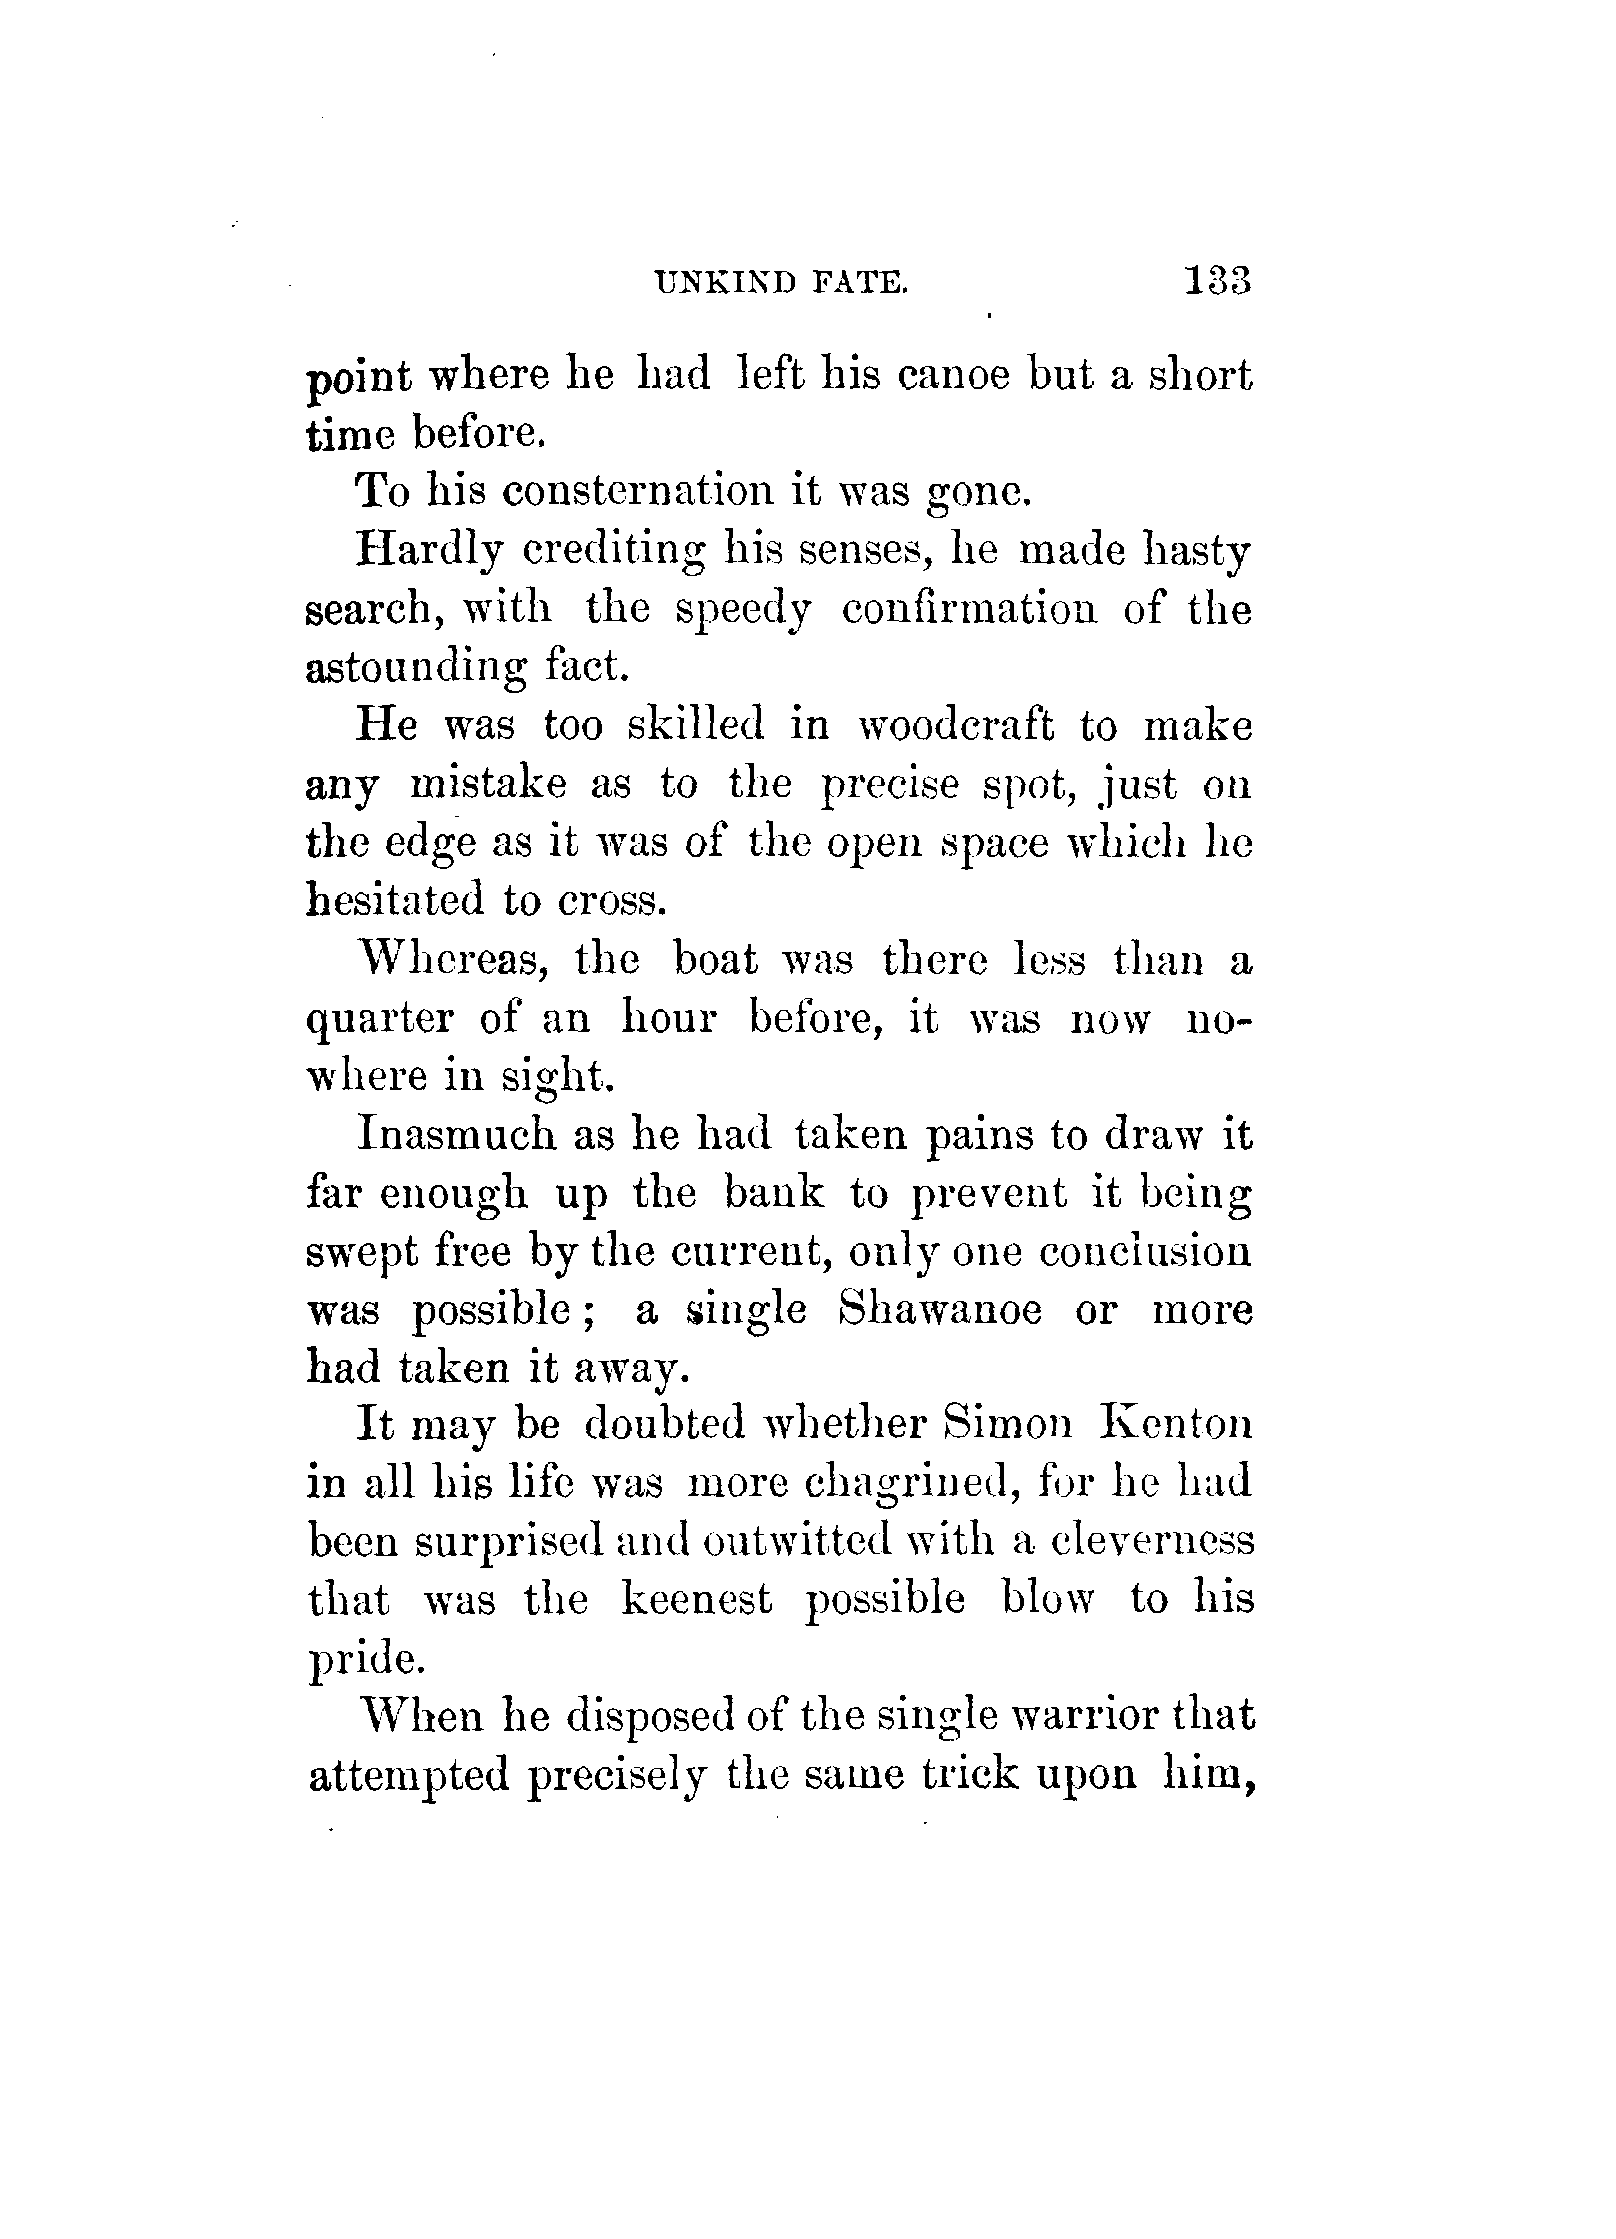 UNKIND FATE. 133
point where he had left his canoe but a short
time before.
To his consternation it was gone.
Hardly crediting his senses, he made hasty
search, with the speedy confirmation of the
astounding fact.
He was too skilled in woodcraft to make
any mistake as to the precise spot, just on
the edge as it was of the open space which he
hesitated to cross.
Whereas, the boat was there less than a
quarter of an hour before, it was now no-
where in sight.
Inasmuch as he had taken pains to draw it
far enough up the bank to prevent it being
swept free by the current, only one conclusion
was possible; a single Shawanoe or more
had taken it away.
It may be doubted whether Simon Kenton
in all his life was more chagrined, for he had
been surprised and outwitted with a cleverness
that was the keenest possible blow to his
pride.
When he disposed of the single warrior that
attempted precisely the same trick upon him,